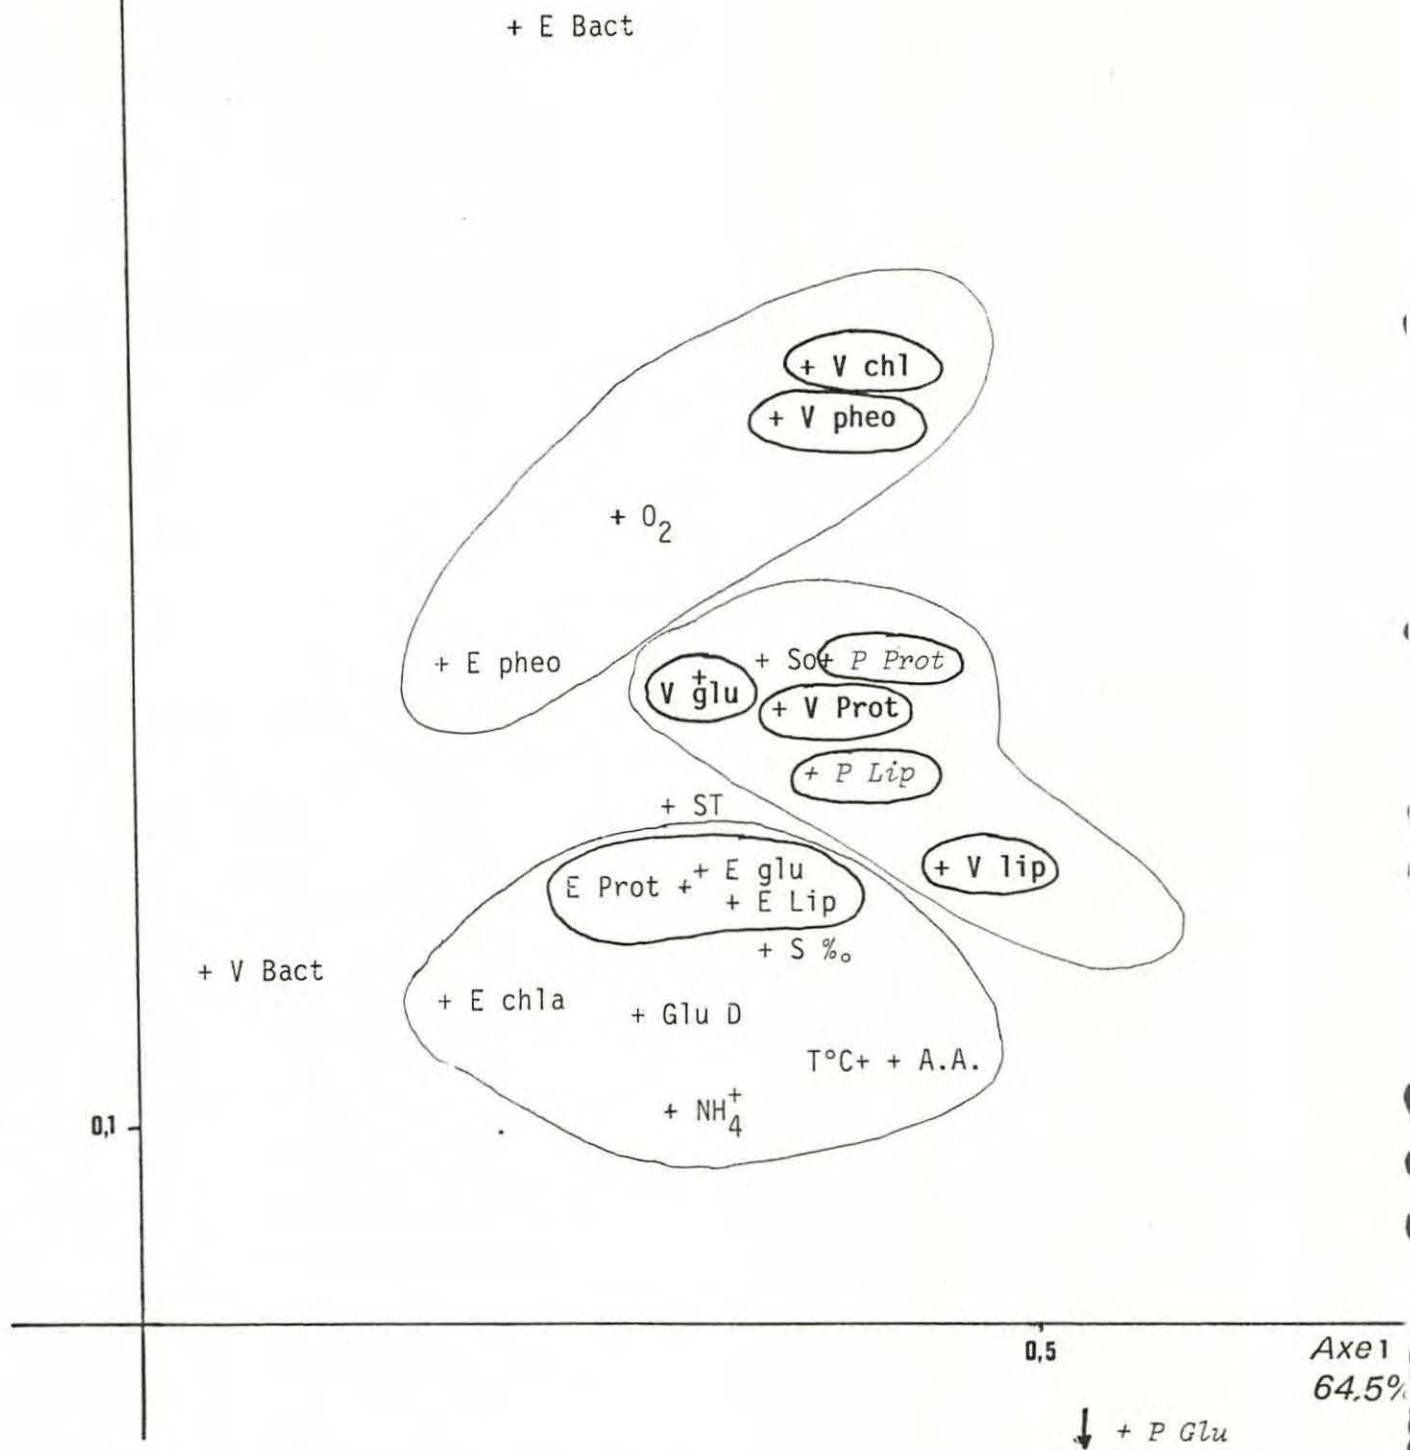 + E Bact
+ V chl
+ V pheo
+ O2
+ E pheo
+ So
+ P Prot
V glu +
+ V Prot
+ P Lip
+ ST
+ V lip
E Prot +
+ E glu
+ E Lip
+ S ‰
+ V Bact
+ E chla
+ Glu D
T°C+ + A.A.
+ NH4+
0,1
0,5
Axe 1
64,5%
+ P Glu